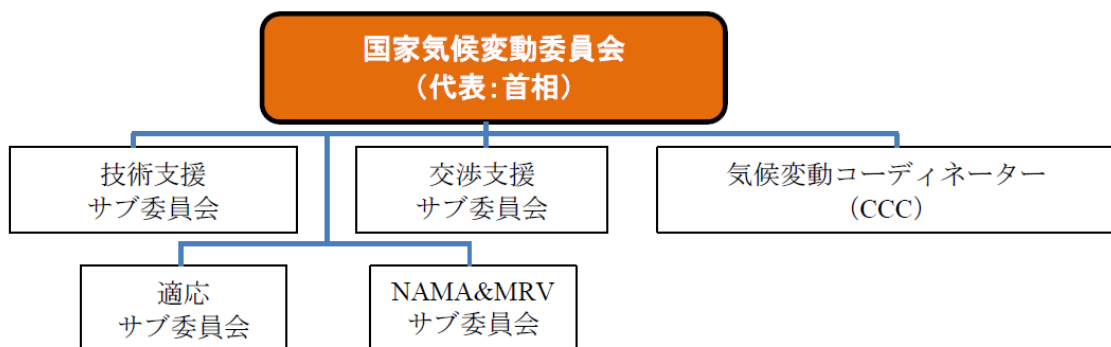 国家気候変動委員会
（代表：首相）
技術支援
サブ委員会
交渉支援
サブ委員会
気候変動コーディネーター
（CCC）
適応
サブ委員会
NAMA&MRV
サブ委員会